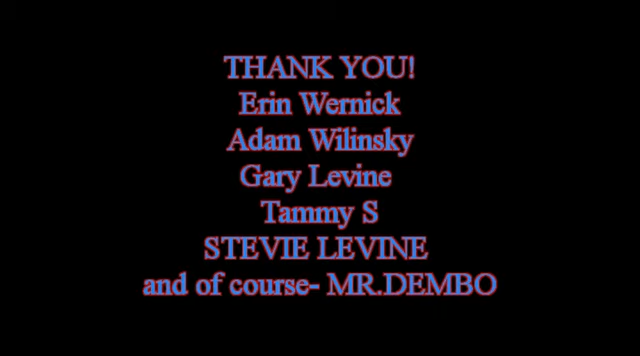 THANK YOU!
Erin Wernick
Adam Wilinsky
Gary Levine
Tammy S
STEVIE LEVINE
and of course- MR.DEMBO